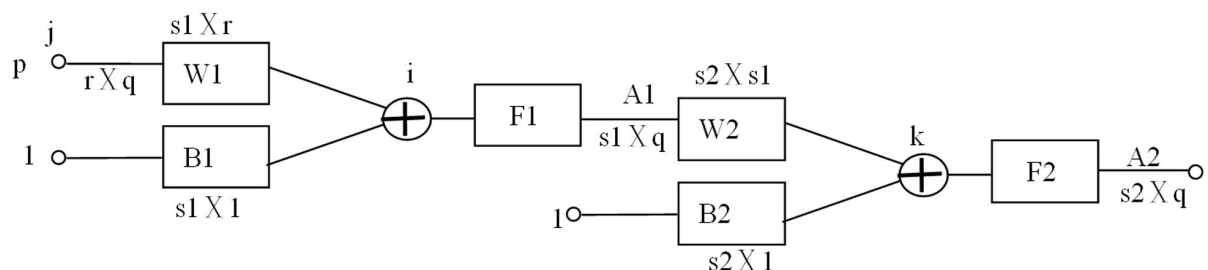 j
s1 X r
p
r X q
W1
i
1
B1
s1 X 1
F1
A1
s1 X q
s2 X s1
W2
k
1
B2
s2 X 1
F2
A2
s2 X q